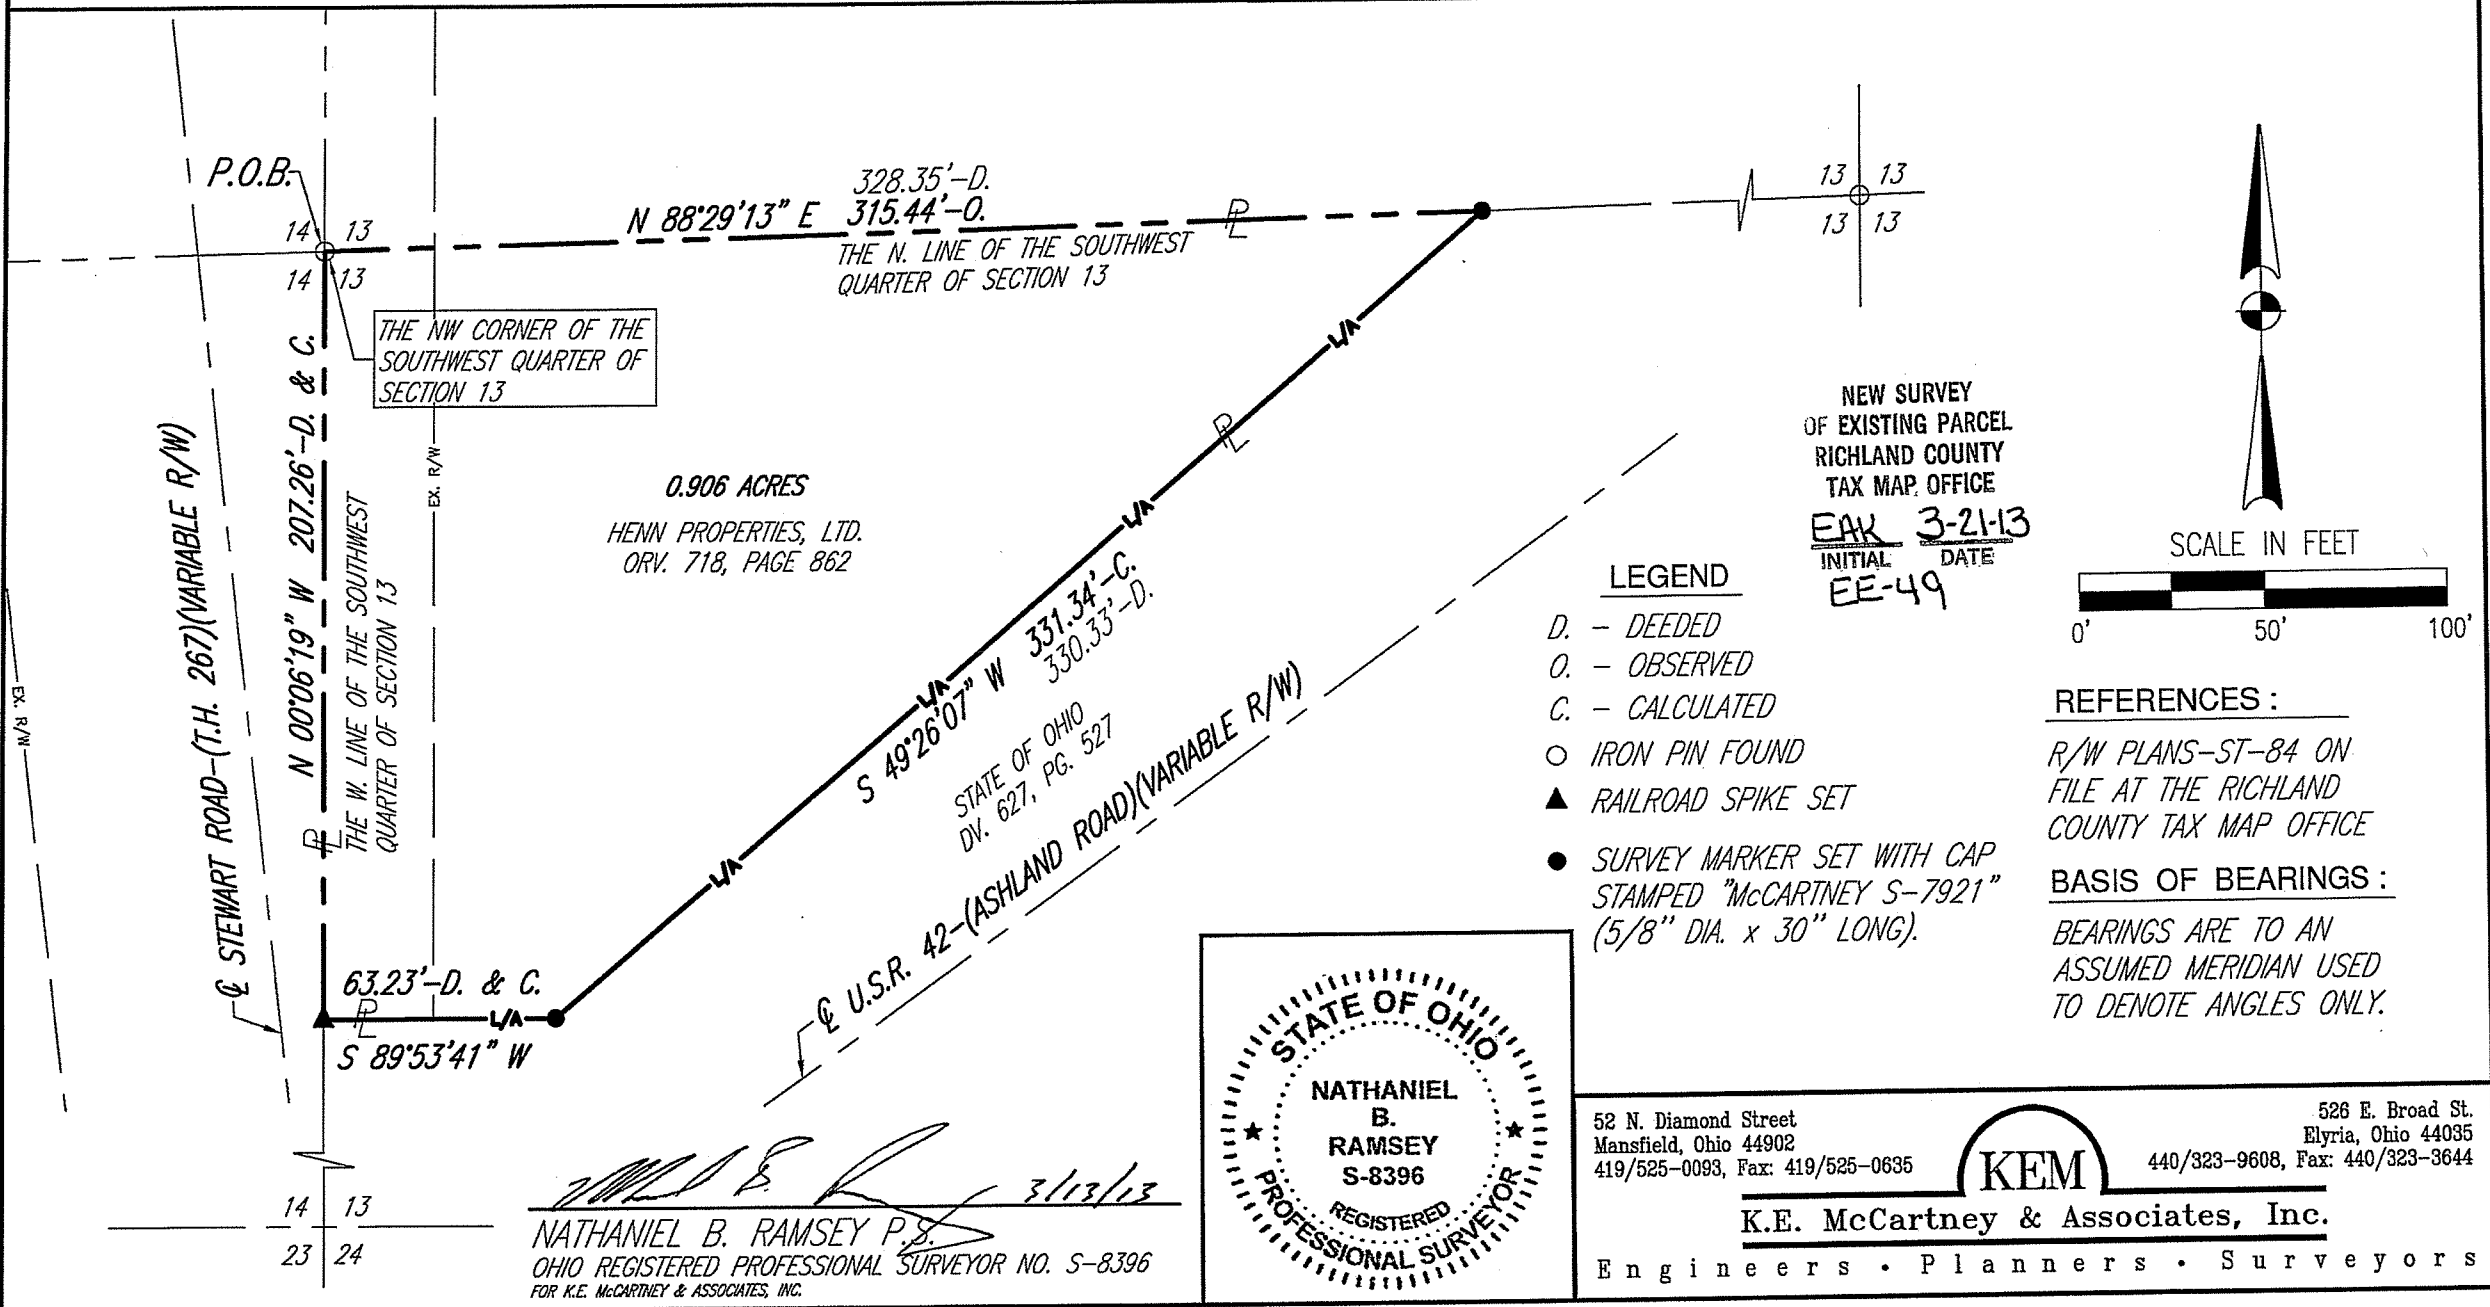 P.O.B.
14 13
14 13
328.35'-D.
N 88°29'13" E 315.44'-O.
THE N. LINE OF THE SOUTHWEST
QUARTER OF SECTION 13
PL
13 13
13 13
THE NW CORNER OF THE
SOUTHWEST QUARTER OF
SECTION 13
N 00°06'19" W 207.26'-D. & C.
THE W. LINE OF THE SOUTHWEST
QUARTER OF SECTION 13
PL
EX. R/W
EX. R/W
℄ STEWART ROAD-(T.H. 267)(VARIABLE R/W)
0.906 ACRES
HENN PROPERTIES, LTD.
ORV. 718, PAGE 862
L/A
PL
L/A
L/A
L/A
S 49°26'07" W 331.34'-C.
330.33'-D.
STATE OF OHIO
DV. 627, PG. 527
℄ U.S.R. 42-(ASHLAND ROAD)(VARIABLE R/W)
63.23'-D. & C.
PL
L/A
S 89°53'41" W
14 13
23 24
NEW SURVEY
OF EXISTING PARCEL
RICHLAND COUNTY
TAX MAP OFFICE
EAK 3-21-13
INITIAL DATE
EE-49
SCALE IN FEET
0' 50' 100'
LEGEND
D. - DEEDED
O. - OBSERVED
C. - CALCULATED
IRON PIN FOUND
RAILROAD SPIKE SET
SURVEY MARKER SET WITH CAP
STAMPED "McCARTNEY S-7921"
(5/8" DIA. x 30" LONG).
REFERENCES :
R/W PLANS-ST-84 ON
FILE AT THE RICHLAND
COUNTY TAX MAP OFFICE
BASIS OF BEARINGS :
BEARINGS ARE TO AN
ASSUMED MERIDIAN USED
TO DENOTE ANGLES ONLY.
3/13/13
NATHANIEL B. RAMSEY P.S.
OHIO REGISTERED PROFESSIONAL SURVEYOR NO. S-8396
FOR K.E. McCARTNEY & ASSOCIATES, INC.
STATE OF OHIO
NATHANIEL
B.
RAMSEY
S-8396
REGISTERED
PROFESSIONAL SURVEYOR
52 N. Diamond Street
Mansfield, Ohio 44902
419/525-0093, Fax: 419/525-0635
KEM
526 E. Broad St.
Elyria, Ohio 44035
440/323-9608, Fax: 440/323-3644
K.E. McCartney & Associates, Inc.
Engineers • Planners • Surveyors